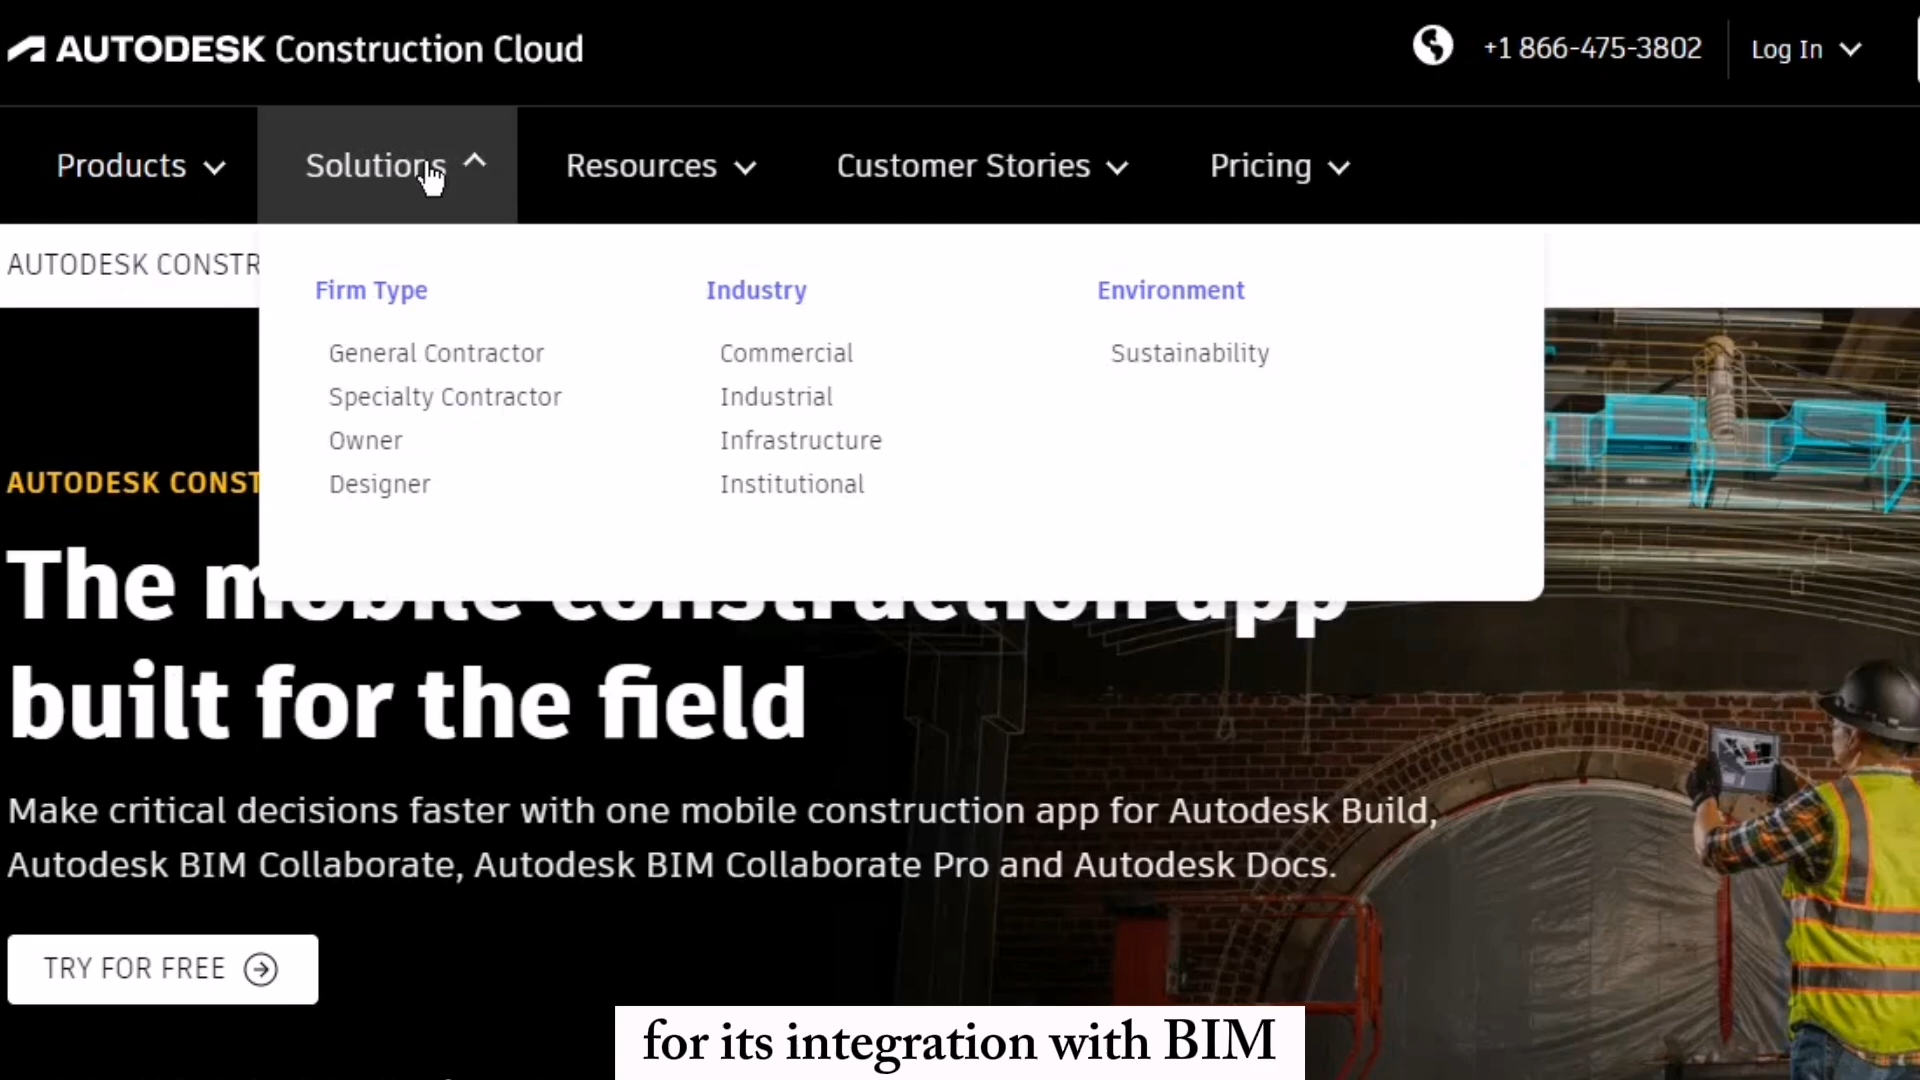 AUTODESK Construction Cloud
+1 866-475-3802
Log In
Products
Solutions
Resources
Customer Stories
Pricing
AUTODESK CONSTR
Firm Type
General Contractor
Specialty Contractor
Owner
Designer
Industry
Commercial
Industrial
Infrastructure
Institutional
Environment
Sustainability
AUTODESK CONST
The mobile construction app
built for the field
Make critical decisions faster with one mobile construction app for Autodesk Build,
Autodesk BIM Collaborate, Autodesk BIM Collaborate Pro and Autodesk Docs.
TRY FOR FREE
for its integration with BIM